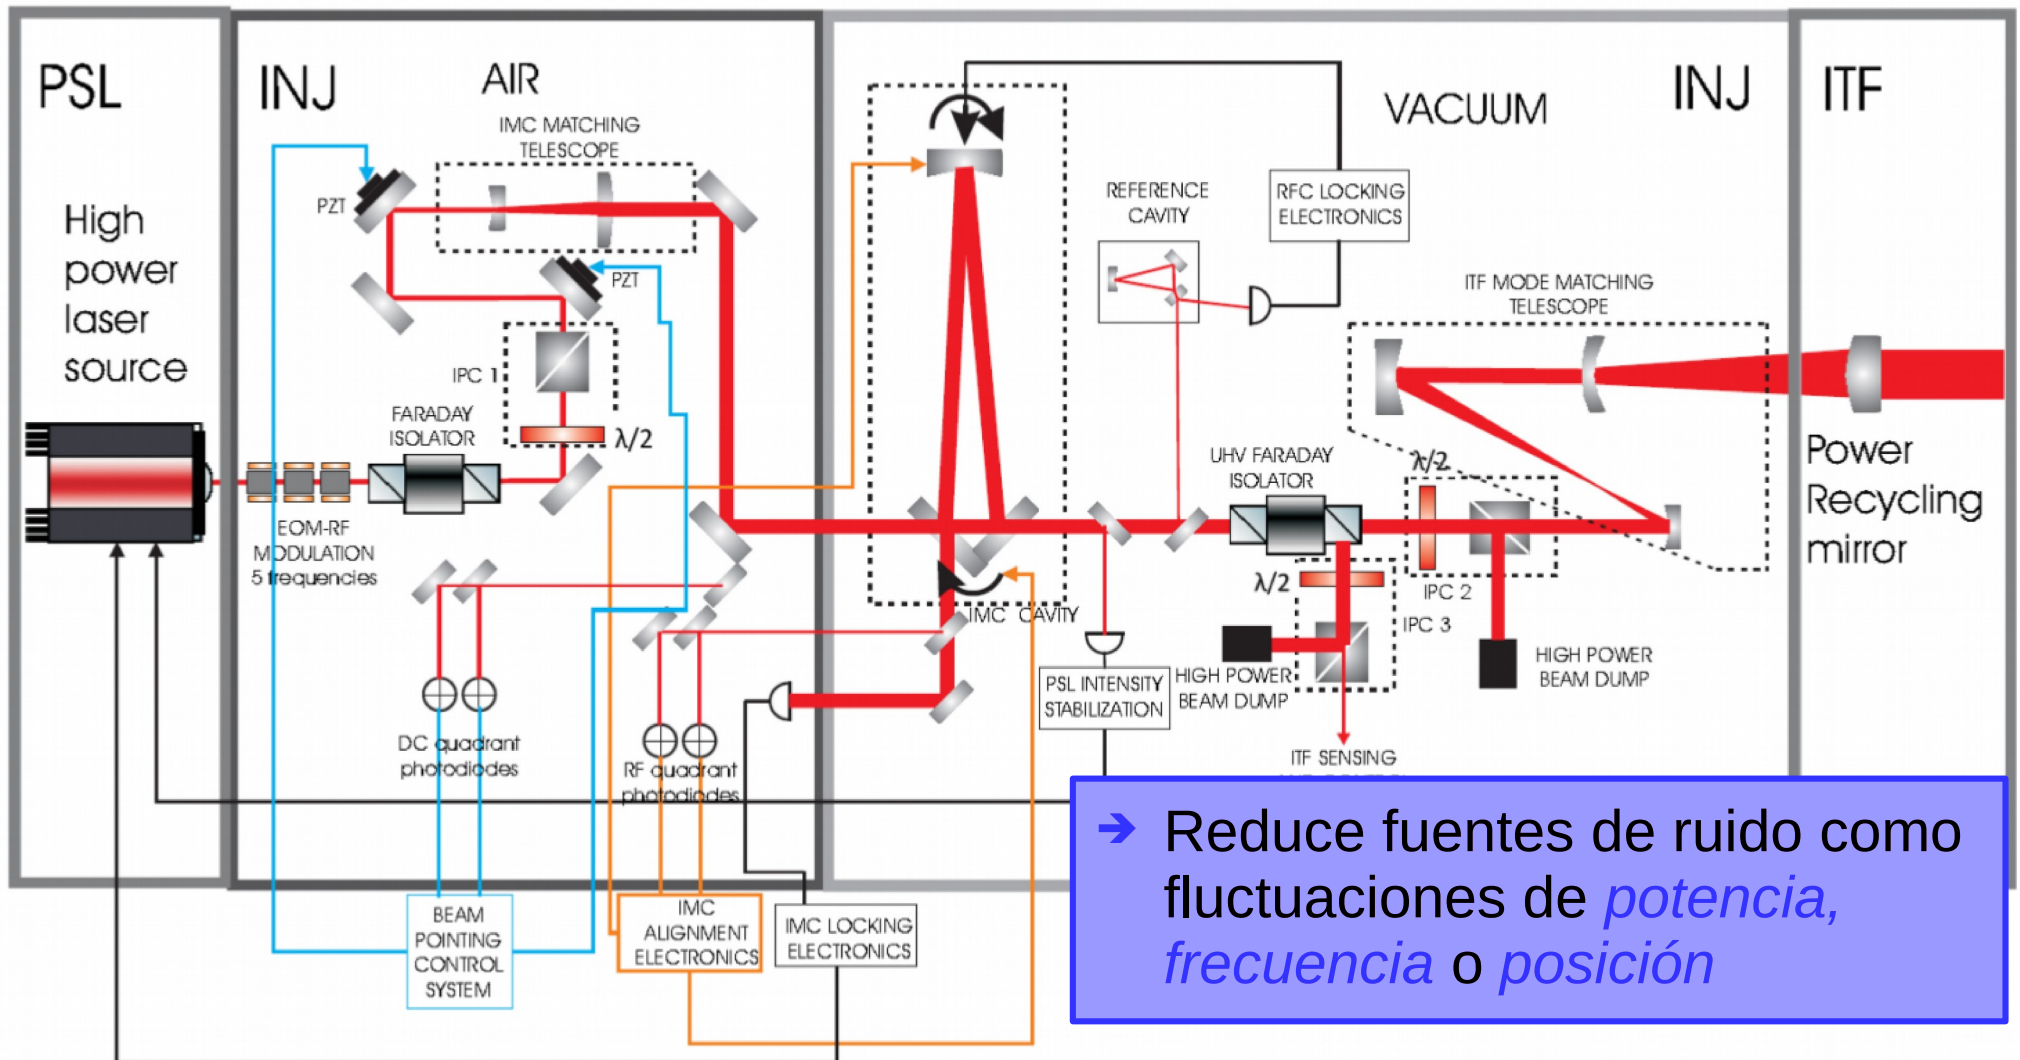 PSL
High
power
laser
source
INJ
AIR
IMC MATCHING
TELESCOPE
PZT
PZT
IPC 1
λ/2
FARADAY
ISOLATOR
EOM-RF
MODULATION
5 frequencies
DC quadrant
photodiodes
RF quadrant
photodiodes
BEAM
POINTING
CONTROL
SYSTEM
IMC
ALIGNMENT
ELECTRONICS
IMC LOCKING
ELECTRONICS
VACUUM
INJ
REFERENCE
CAVITY
RFC LOCKING
ELECTRONICS
ITF MODE MATCHING
TELESCOPE
UHV FARADAY
ISOLATOR
λ/2
λ/2
IPC 2
IPC 3
IMC CAVITY
PSL INTENSITY
STABILIZATION
HIGH POWER
BEAM DUMP
HIGH POWER
BEAM DUMP
ITF SENSING
ITF
Power
Recycling
mirror
➔ Reduce fuentes de ruido como
fluctuaciones de potencia,
frecuencia o posición